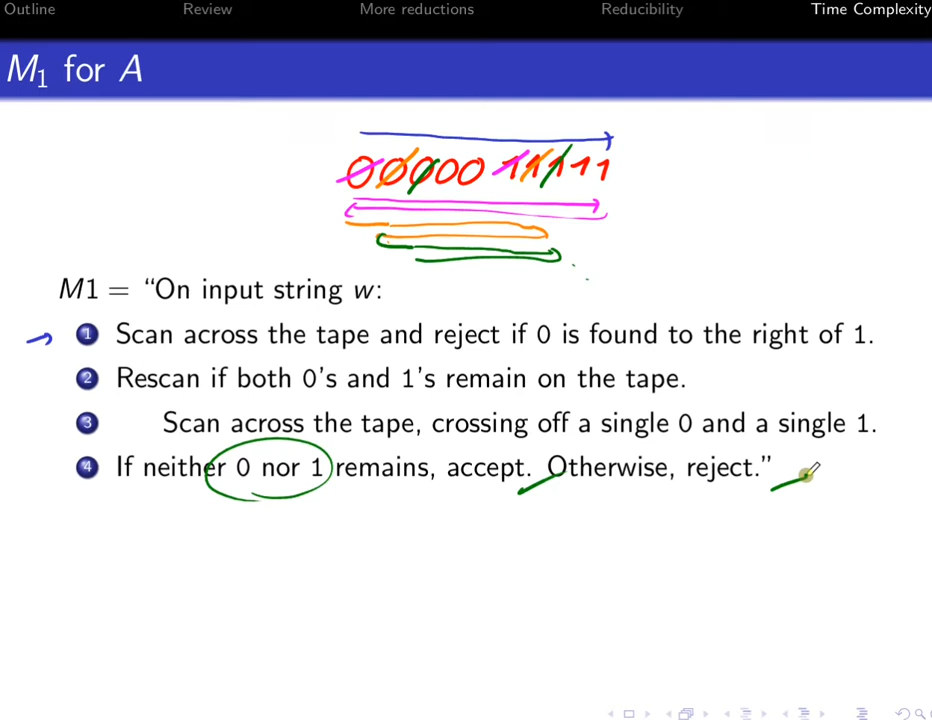 Outline Review More reductions Reducibility Time Complexity
M1 for A
00000 11111
M1 = “On input string w:
1 Scan across the tape and reject if 0 is found to the right of 1.
2 Rescan if both 0’s and 1’s remain on the tape.
3 Scan across the tape, crossing off a single 0 and a single 1.
4 If neither 0 nor 1 remains, accept. Otherwise, reject.”